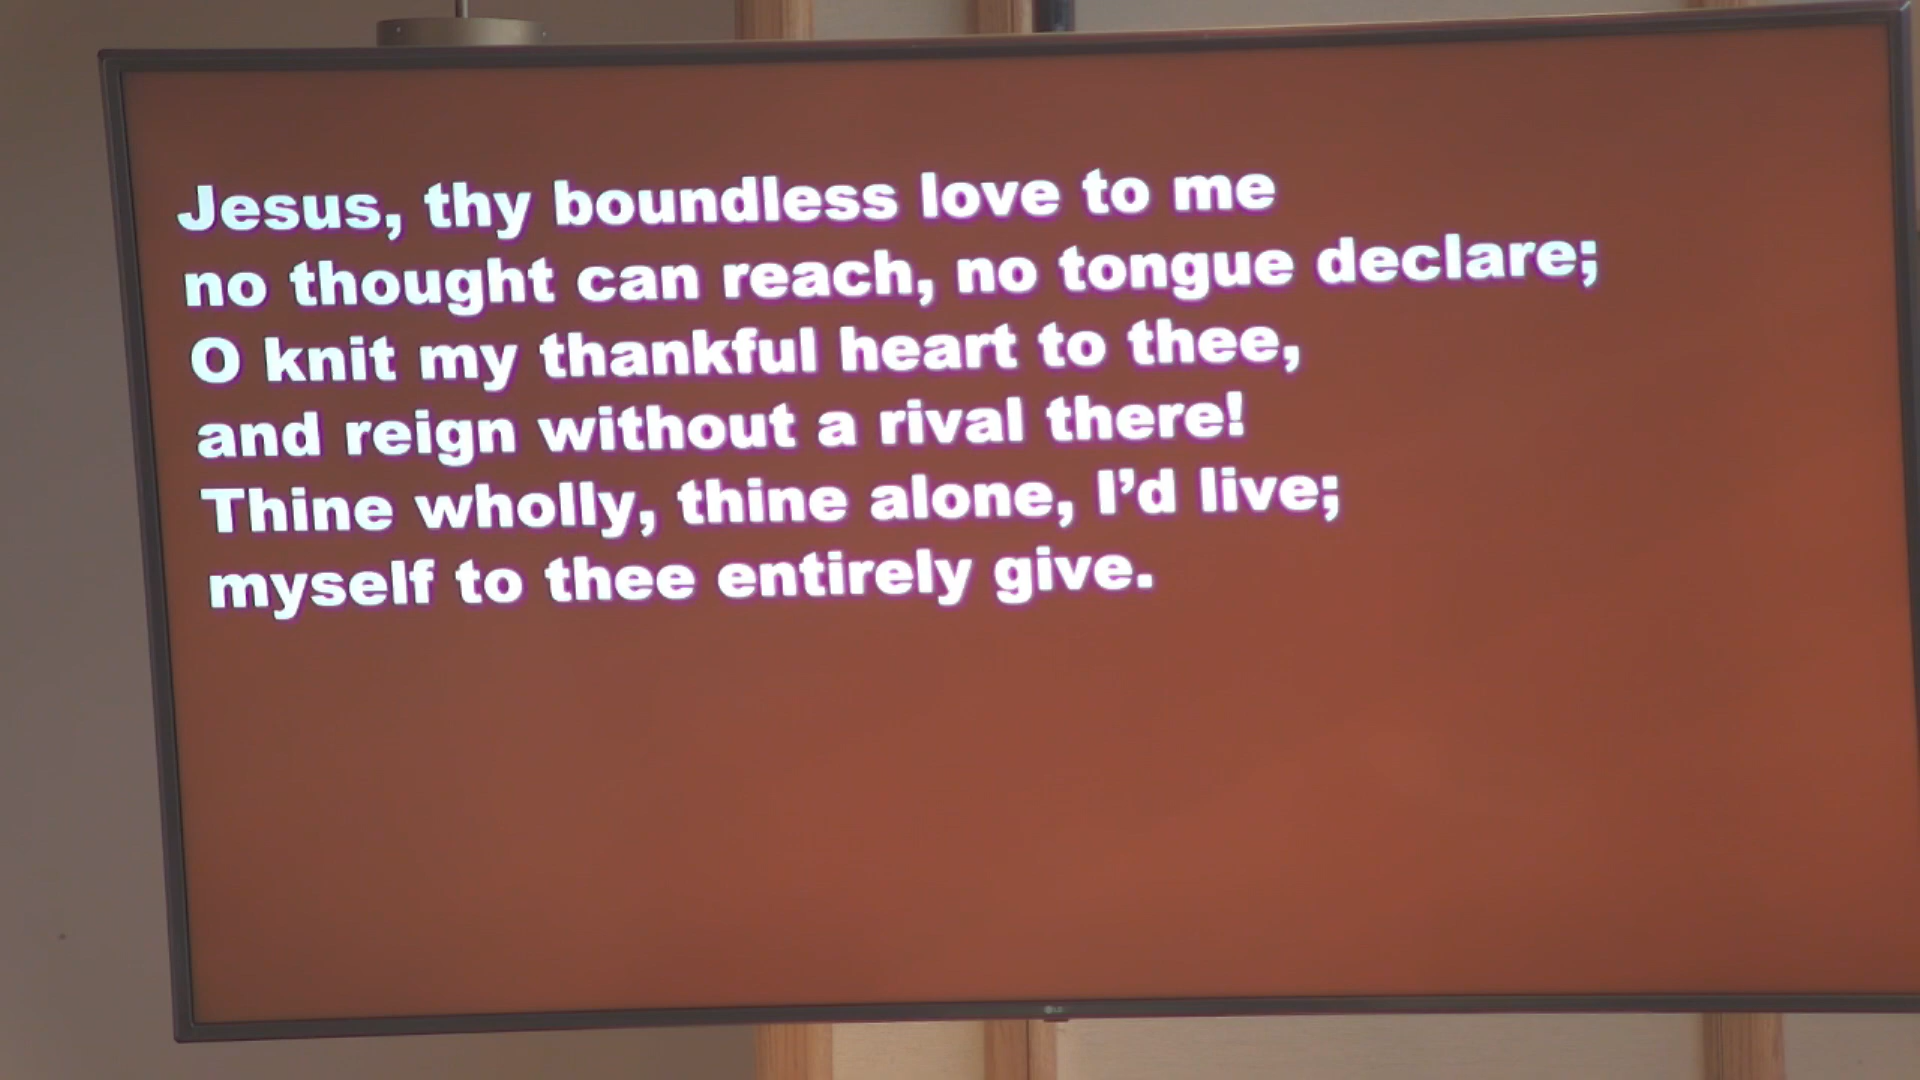 Jesus, thy boundless love to me
no thought can reach, no tongue declare;
O knit my thankful heart to thee,
and reign without a rival there!
Thine wholly, thine alone, I’d live;
myself to thee entirely give.
LG